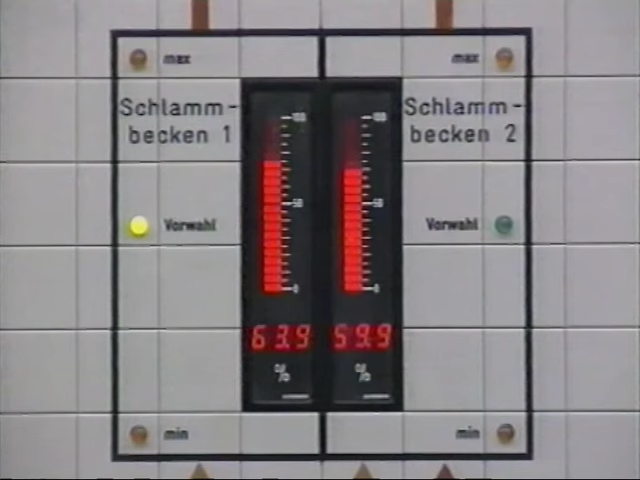 max
max
Schlamm-
becken 1
Schlamm-
becken 2
100
50
0
100
50
0
Vorwahl
Vorwahl
63.9
59.9
%
%
min
min